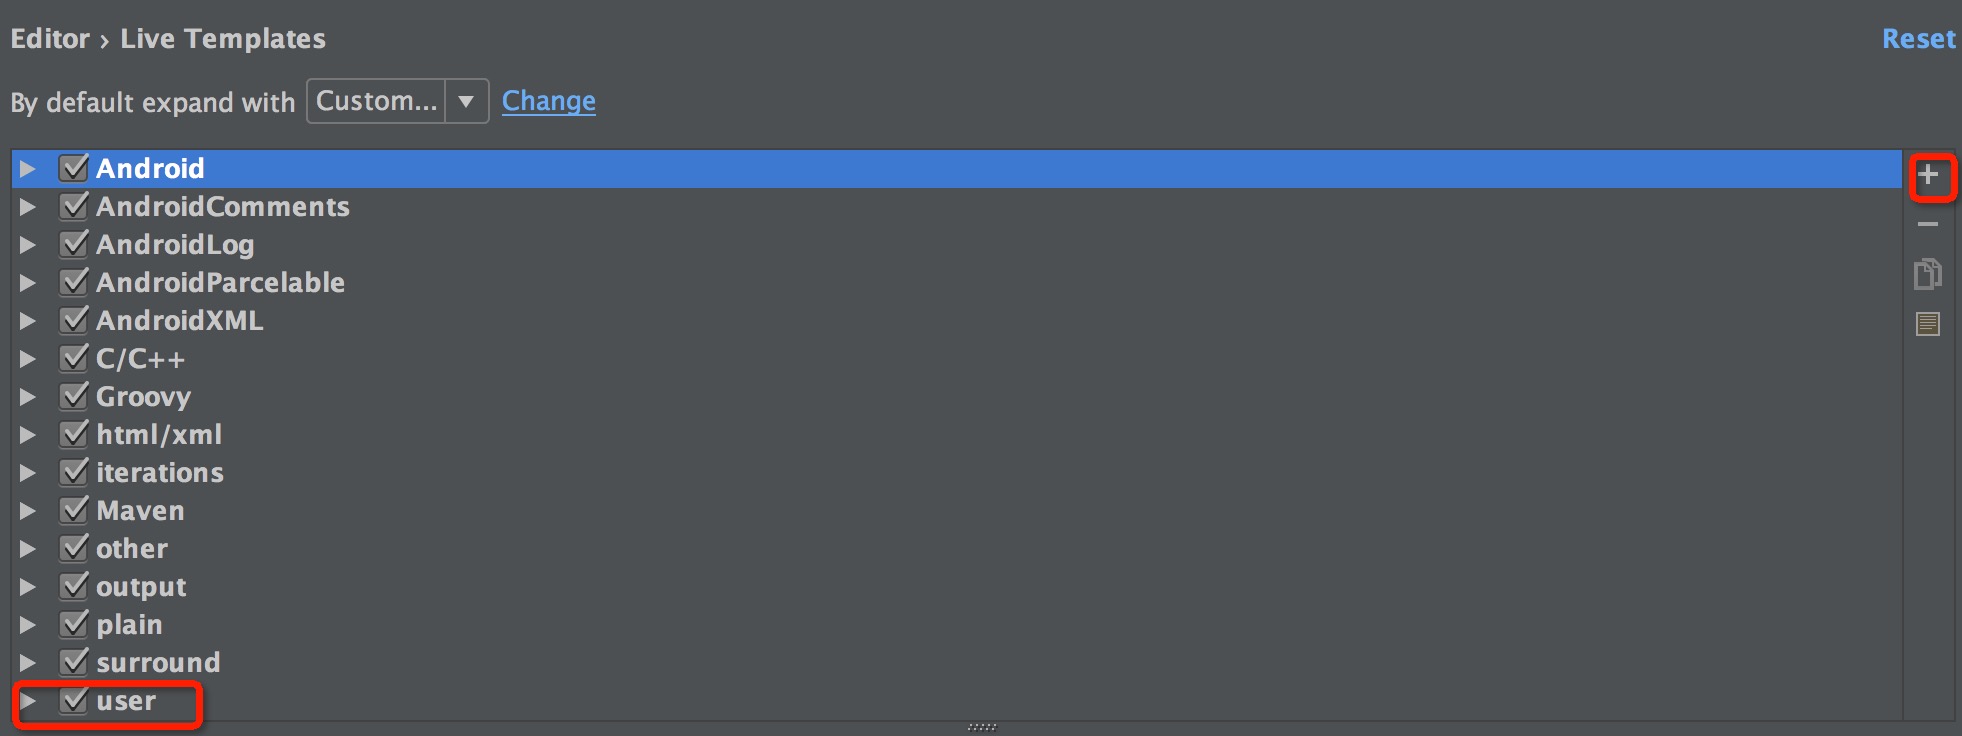 Editor › Live Templates
Reset
By default expand with Custom... Change
Android
AndroidComments
AndroidLog
AndroidParcelable
AndroidXML
C/C++
Groovy
html/xml
iterations
Maven
other
output
plain
surround
user